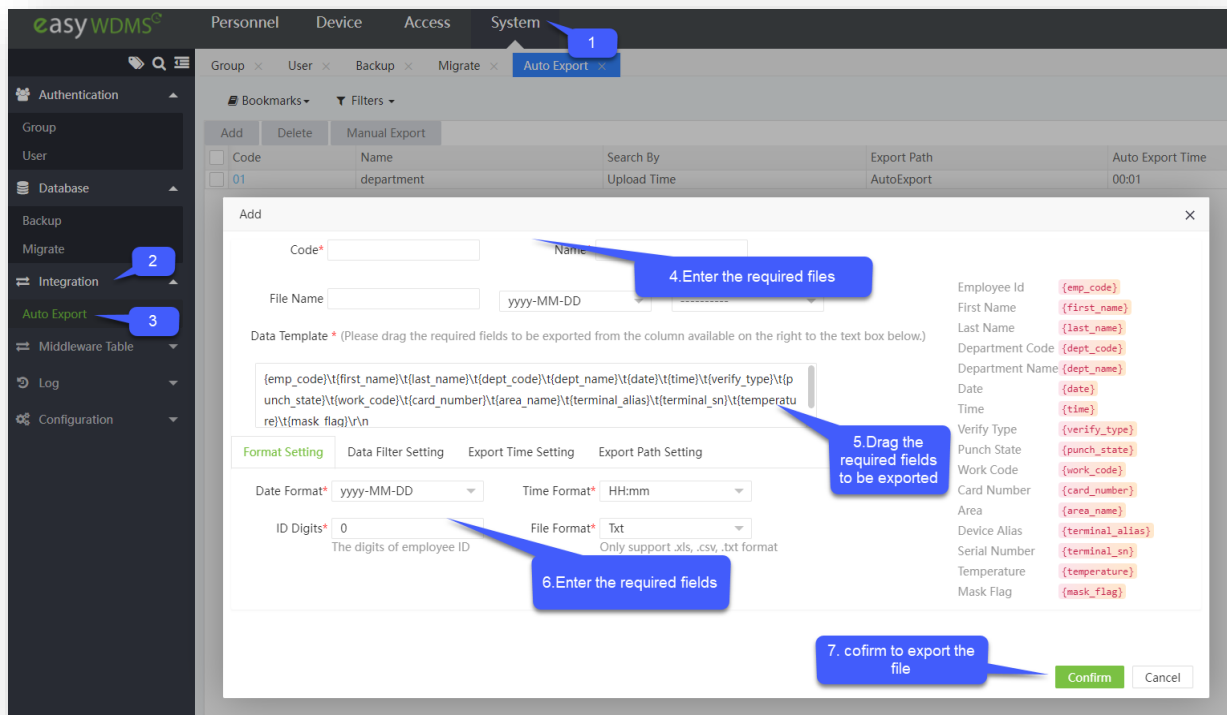 easy WDMS
Personnel Device Access System
1
Group User Backup Migrate Auto Export
Authentication
Group
User
Database
Backup
Migrate
2
Integration
Auto Export
3
Middleware Table
Log
Configuration
Bookmarks Filters
Add Delete Manual Export
Code Name Search By Export Path Auto Export Time
01 department Upload Time AutoExport 00:01
Add
Code* Name*
4.Enter the required files
File Name yyyy-MM-DD ----------
Data Template * (Please drag the required fields to be exported from the column available on the right to the text box below.)
{emp_code}\t{first_name}\t{last_name}\t{dept_code}\t{dept_name}\t{date}\t{time}\t{verify_type}\t{p
unch_state}\t{work_code}\t{card_number}\t{area_name}\t{terminal_alias}\t{terminal_sn}\t{temperatu
re}\t{mask_flag}\r\n
5.Drag the
required fields
to be exported
Format Setting Data Filter Setting Export Time Setting Export Path Setting
Date Format* yyyy-MM-DD Time Format* HH:mm
ID Digits* 0 File Format* Txt
The digits of employee ID Only support .xls, .csv, .txt format
6.Enter the required fields
Employee Id {emp_code}
First Name {first_name}
Last Name {last_name}
Department Code {dept_code}
Department Name {dept_name}
Date {date}
Time {time}
Verify Type {verify_type}
Punch State {punch_state}
Work Code {work_code}
Card Number {card_number}
Area {area_name}
Device Alias {terminal_alias}
Serial Number {terminal_sn}
Temperature {temperature}
Mask Flag {mask_flag}
7. cofirm to export the
file
Confirm Cancel